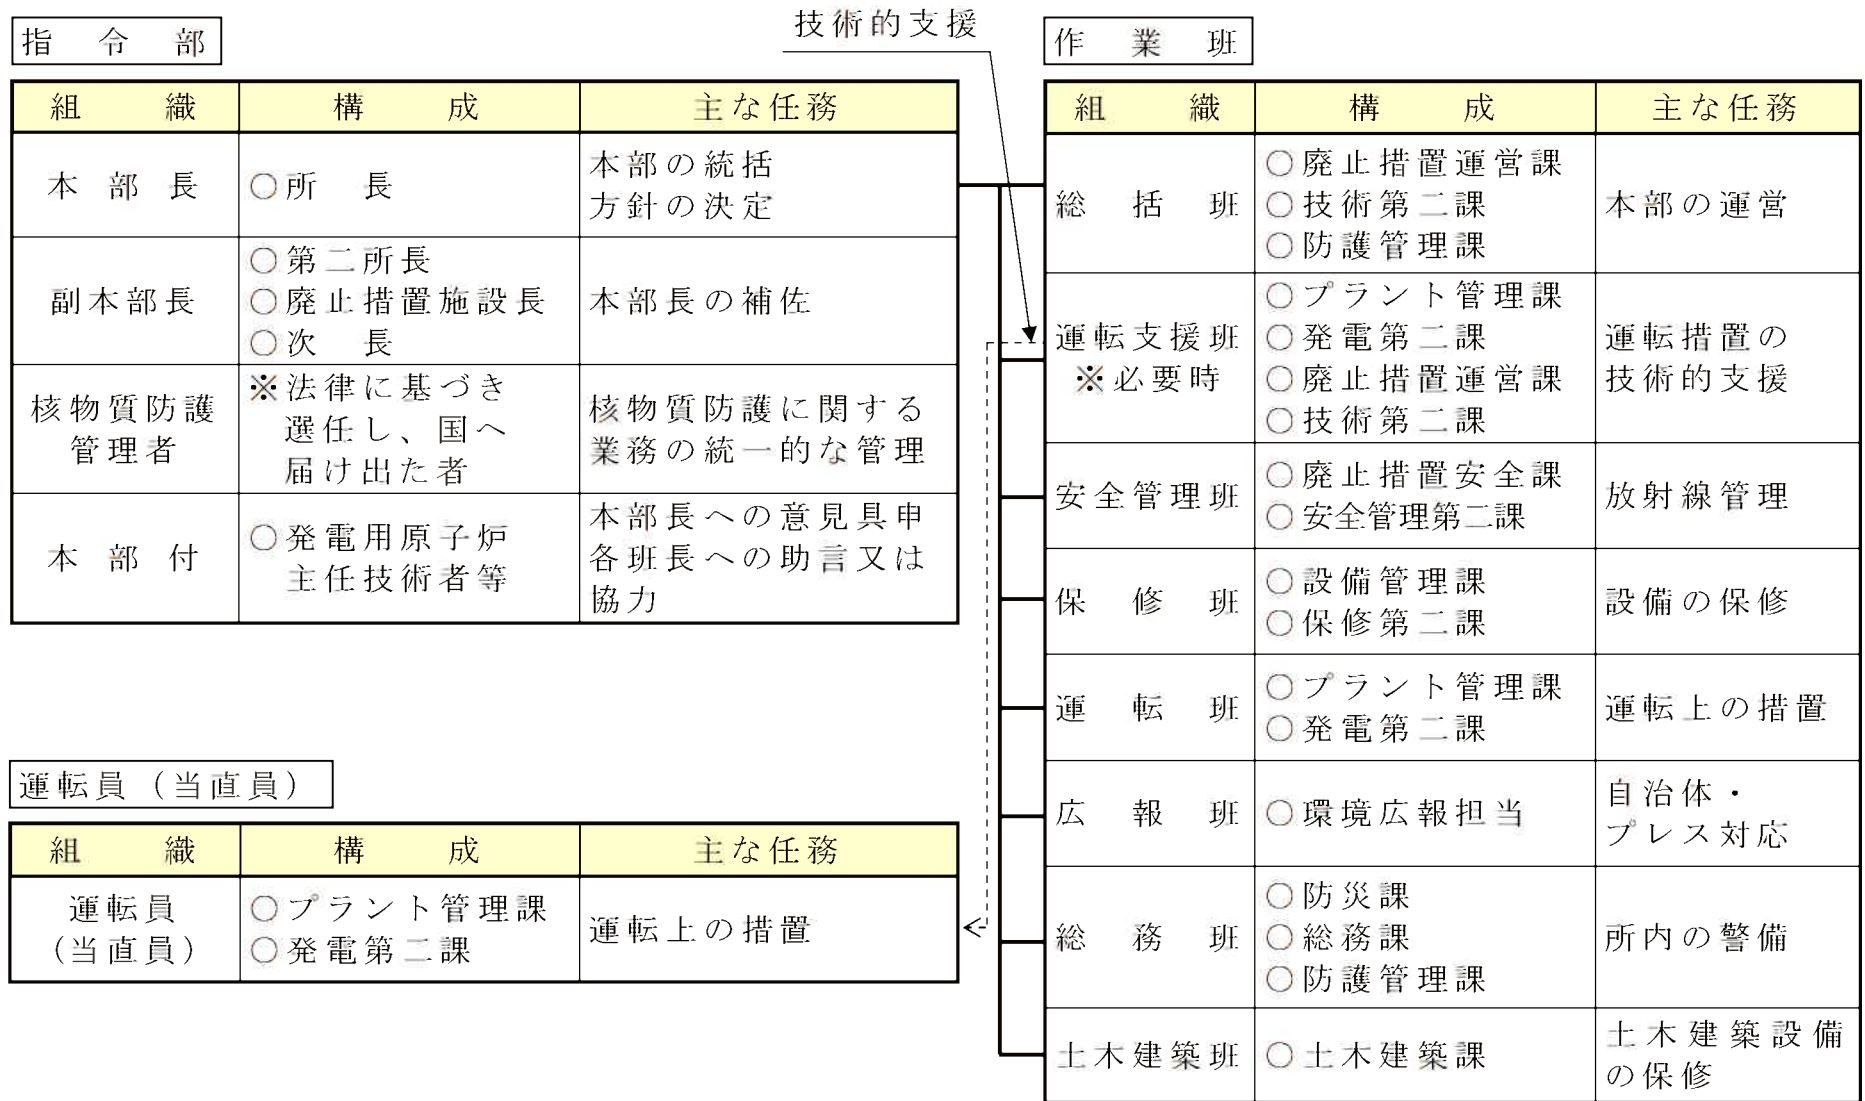 指令部
組織 構成 主な任務
本部長 ○所長 本部の統括
方針の決定
副本部長 ○第二所長
○廃止措置施設長
○次長
本部長の補佐
核物質防護
管理者
※法律に基づき
選任し、国へ
届け出た者
核物質防護に関する
業務の統一的な管理
本部付 ○発電用原子炉
主任技術者等
本部長への意見具申
各班長への助言又は
協力
運転員(当直員)
組織 構成 主な任務
運転員
(当直員)
○プラント管理課
○発電第二課
運転上の措置
技術的支援
作業班
組織 構成 主な任務
総括班
○廃止措置運営課
○技術第二課
○防護管理課
本部の運営
運転支援班
※必要時
○プラント管理課
○発電第二課
○廃止措置運営課
○技術第二課
運転措置の
技術的支援
安全管理班
○廃止措置安全課
○安全管理第二課
放射線管理
保修班
○設備管理課
○保修第二課
設備の保修
運転班
○プラント管理課
○発電第二課
運転上の措置
広報班
○環境広報担当
自治体・
プレス対応
総務班
○防災課
○総務課
○防護管理課
所内の警備
土木建築班
○土木建築課
土木建築設備
の保修